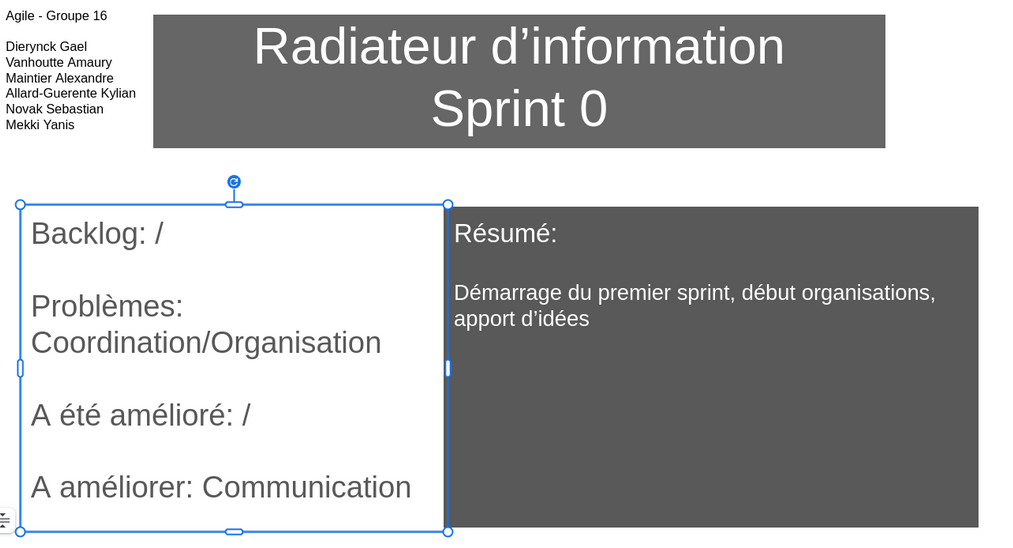 Agile - Groupe 16
Dierynck Gael
Vanhoutte Amaury
Maintier Alexandre
Allard-Guerente Kylian
Novak Sebastian
Mekki Yanis
Radiateur d’information
Sprint 0
Backlog: /
Problèmes:
Coordination/Organisation
A été amélioré: /
A améliorer: Communication
Résumé:
Démarrage du premier sprint, début organisations,
apport d’idées